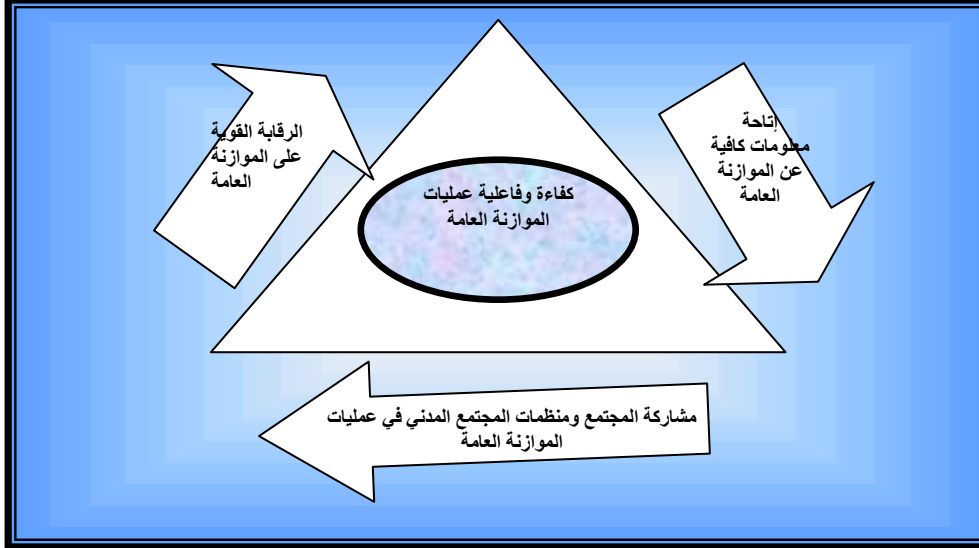 إتاحة
معلومات كافية
عن الموازنة
العامة
الرقابة القوية
على الموازنة
العامة
كفاءة وفاعلية عمليات
الموازنة العامة
مشاركة المجتمع ومنظمات المجتمع المدني في عمليات
الموازنة العامة